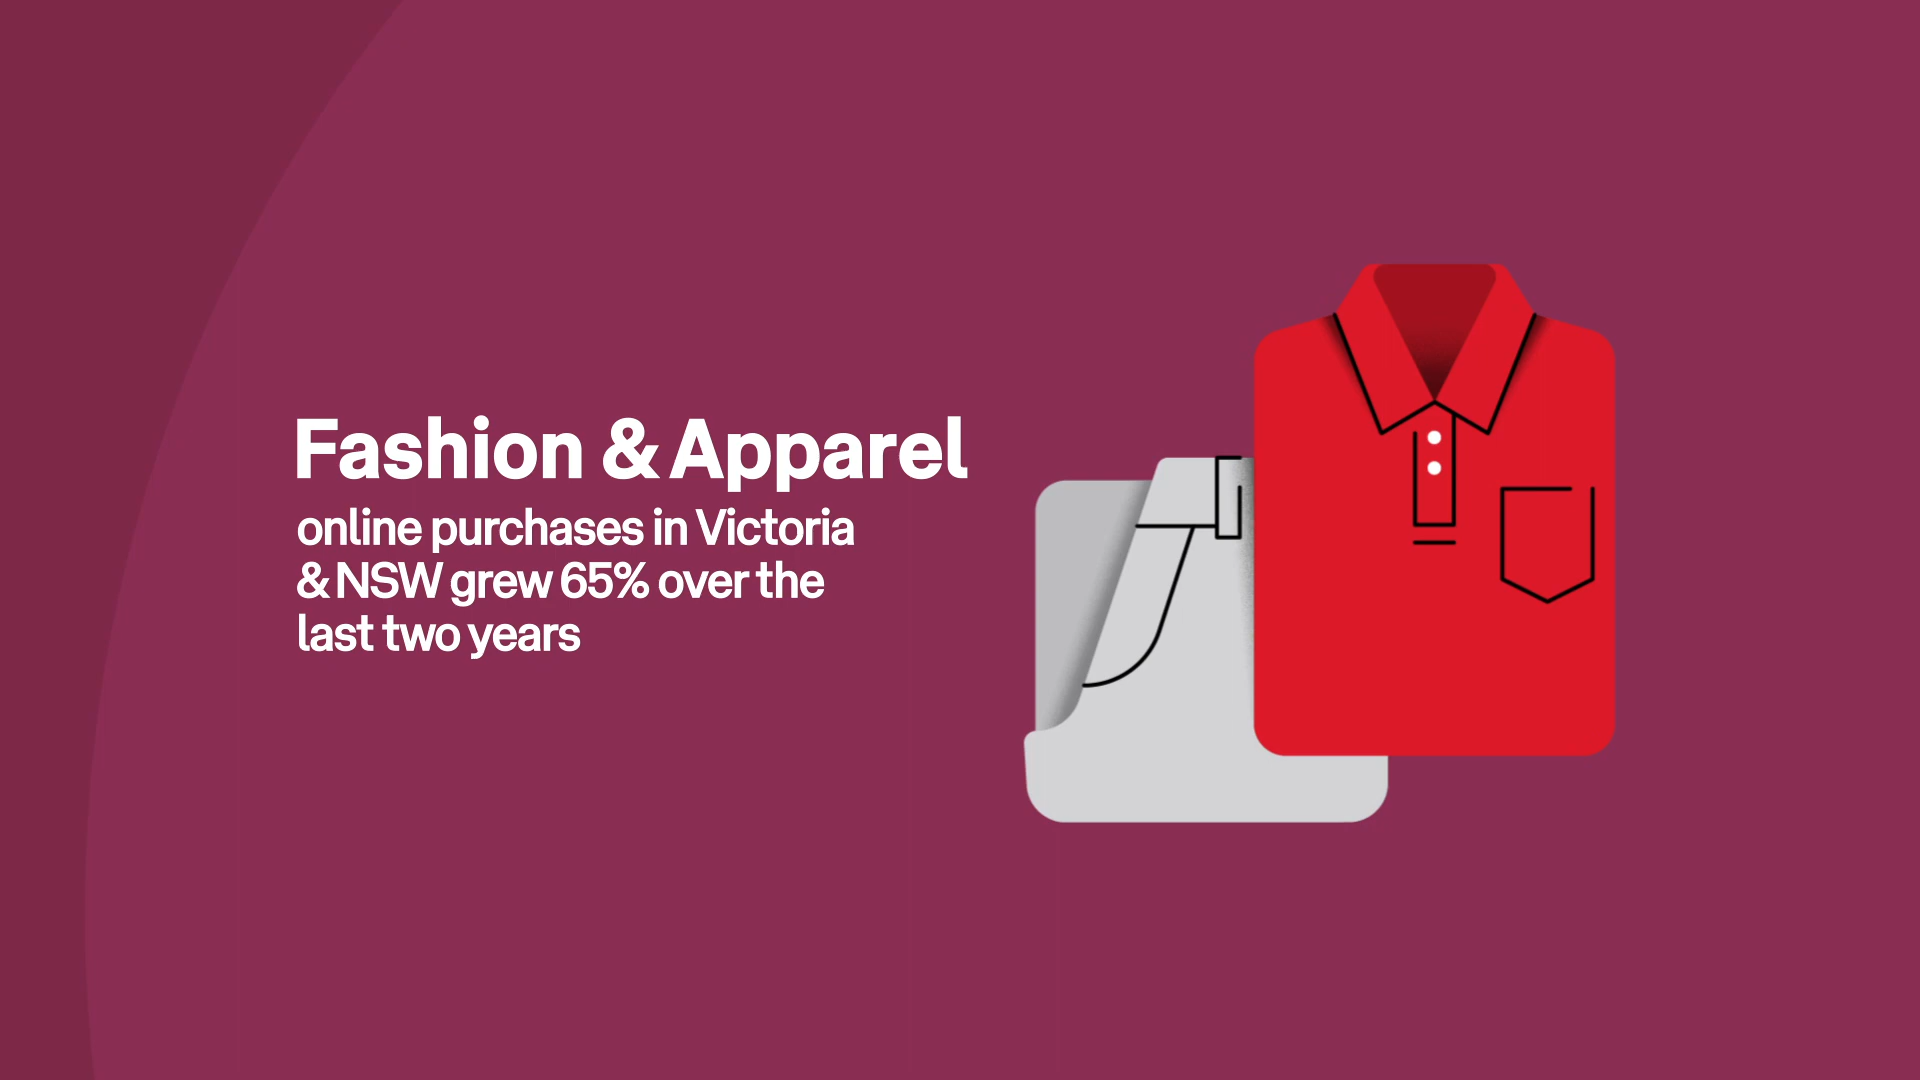 Fashion & Apparel
online purchases in Victoria
& NSW grew 65% over the
last two years